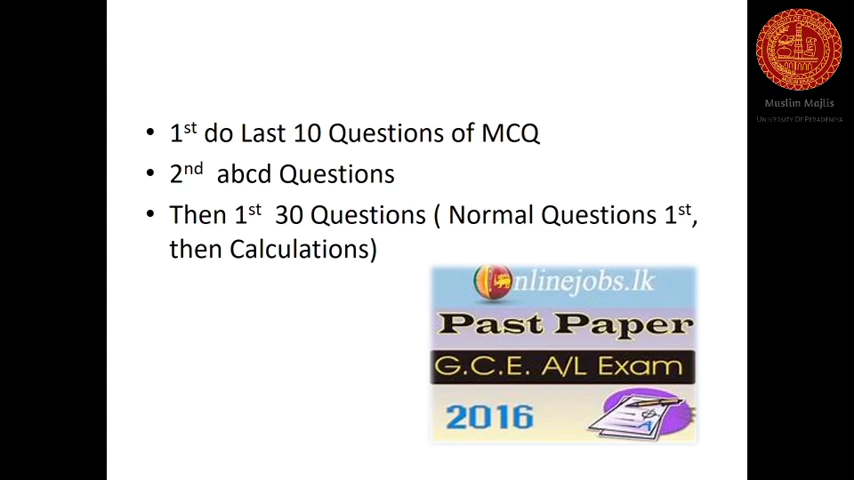 Muslim Majlis
UNIVERSITY OF PERADENIYA
• 1st do Last 10 Questions of MCQ
• 2nd abcd Questions
• Then 1st 30 Questions ( Normal Questions 1st,
then Calculations)
nlinejobs.lk
Past Paper
G.C.E. A/L Exam
2016